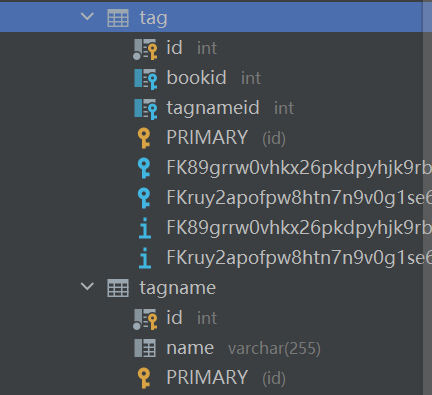 tag
id int
bookid int
tagnameid int
PRIMARY (id)
FK89grrw0vhkx26pkdpyhjk9rb
FKruy2apofpw8htn7n9v0g1se6
FK89grrw0vhkx26pkdpyhjk9rb
FKruy2apofpw8htn7n9v0g1se6
tagname
id int
name varchar(255)
PRIMARY (id)